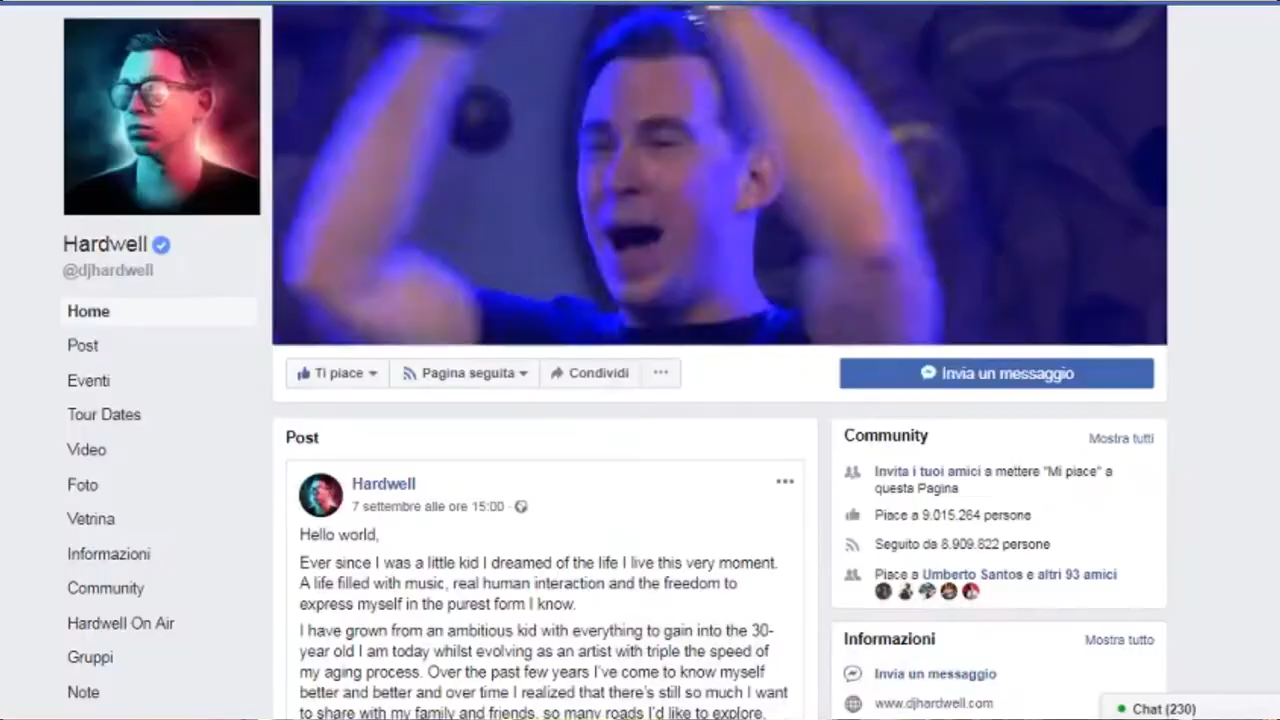 Hardwell
@djhardwell
Home
Post
Eventi
Tour Dates
Video
Foto
Vetrina
Informazioni
Community
Hardwell On Air
Gruppi
Note
Ti piace
Pagina seguita
Condividi
Invia un messaggio
Post
Hardwell
7 settembre alle ore 15:00
Hello world,
Ever since I was a little kid I dreamed of the life I live this very moment.
A life filled with music, real human interaction and the freedom to
express myself in the purest form I know.
I have grown from an ambitious kid with everything to gain into the 30-
year old I am today whilst evolving as an artist with triple the speed of
my aging process. Over the past few years I've come to know myself
better and better and over time I realized that there's still so much I want
to share with my family and friends, so many roads I'd like to explore.
Community
Mostra tutti
Invita i tuoi amici a mettere "Mi piace" a
questa Pagina
Piace a 9.015.264 persone
Seguito da 8.909.822 persone
Piace a Umberto Santos e altri 93 amici
Informazioni
Mostra tutto
Invia un messaggio
www.djhardwell.com
Chat (230)